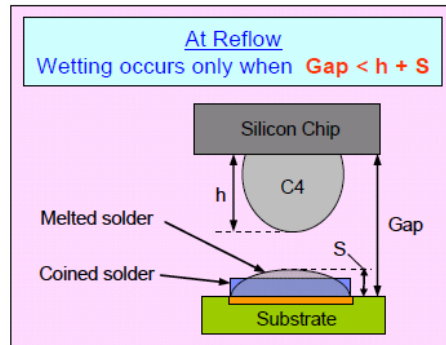 At Reflow
Wetting occurs only when Gap < h + S
Silicon Chip
C4
h
Melted solder
Gap
S
Coined solder
Substrate